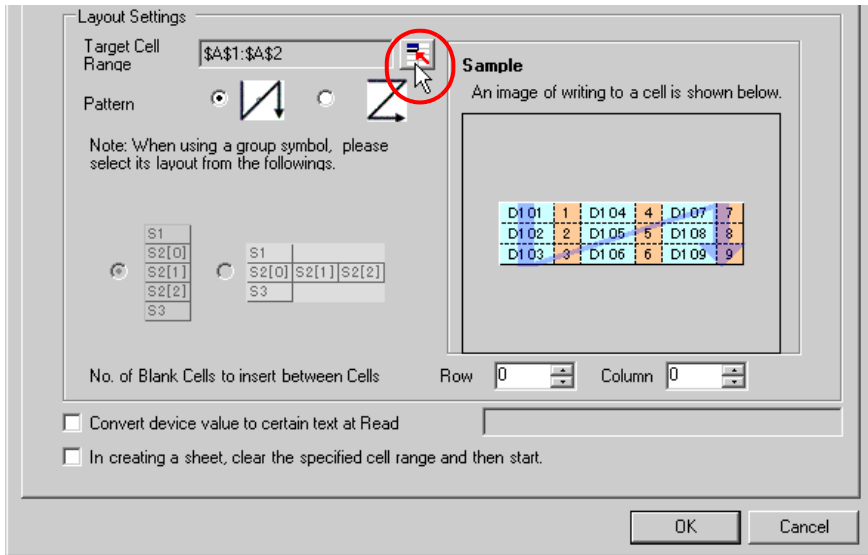 Layout Settings
Target Cell
Range
$A$1:$A$2
Pattern
Note: When using a group symbol, please
select its layout from the followings.
S1
S2[0]
S2[1]
S2[2]
S3
S1
S2[0] S2[1] S2[2]
S3
Sample
An image of writing to a cell is shown below.
D101 1 D104 4 D107 7
D102 2 D105 5 D108 8
D103 3 D106 6 D109 9
No. of Blank Cells to insert between Cells Row 0 Column 0
Convert device value to certain text at Read
In creating a sheet, clear the specified cell range and then start.
OK Cancel